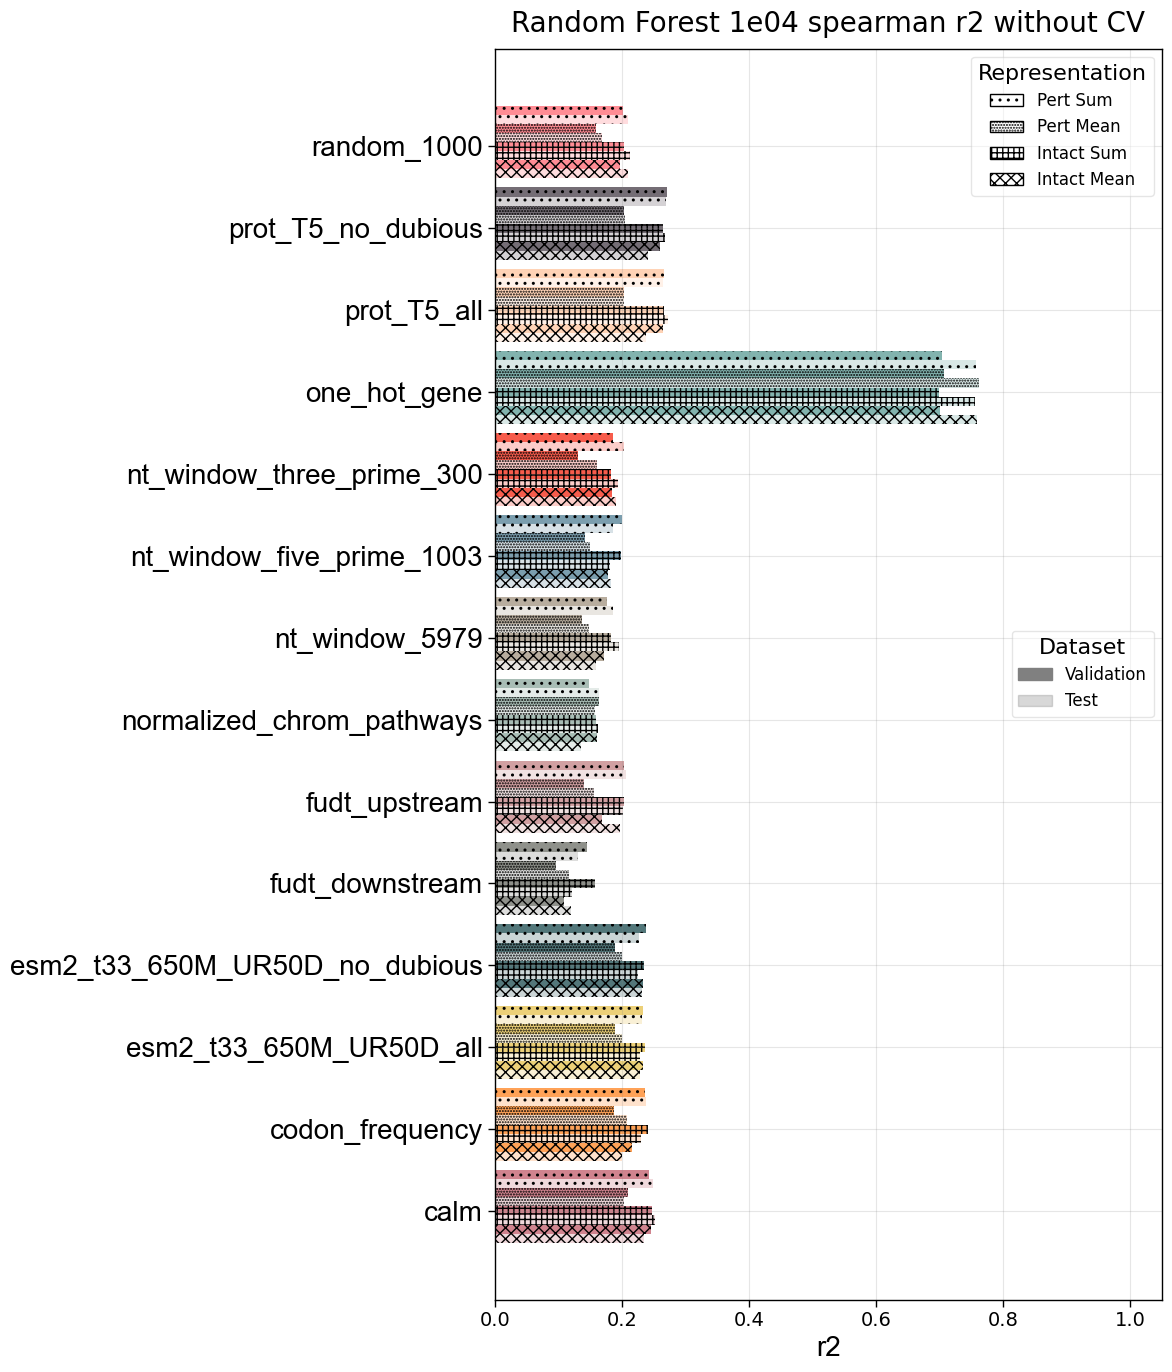 Random Forest 1e04 spearman r2 without CV
Representation
Pert Sum
Pert Mean
Intact Sum
Intact Mean
random_1000
prot_T5_no_dubious
prot_T5_all
one_hot_gene
nt_window_three_prime_300
nt_window_five_prime_1003
nt_window_5979
Dataset
Validation
Test
normalized_chrom_pathways
fudt_upstream
fudt_downstream
esm2_t33_650M_UR50D_no_dubious
esm2_t33_650M_UR50D_all
codon_frequency
calm
0.0 0.2 0.4 0.6 0.8 1.0
r2